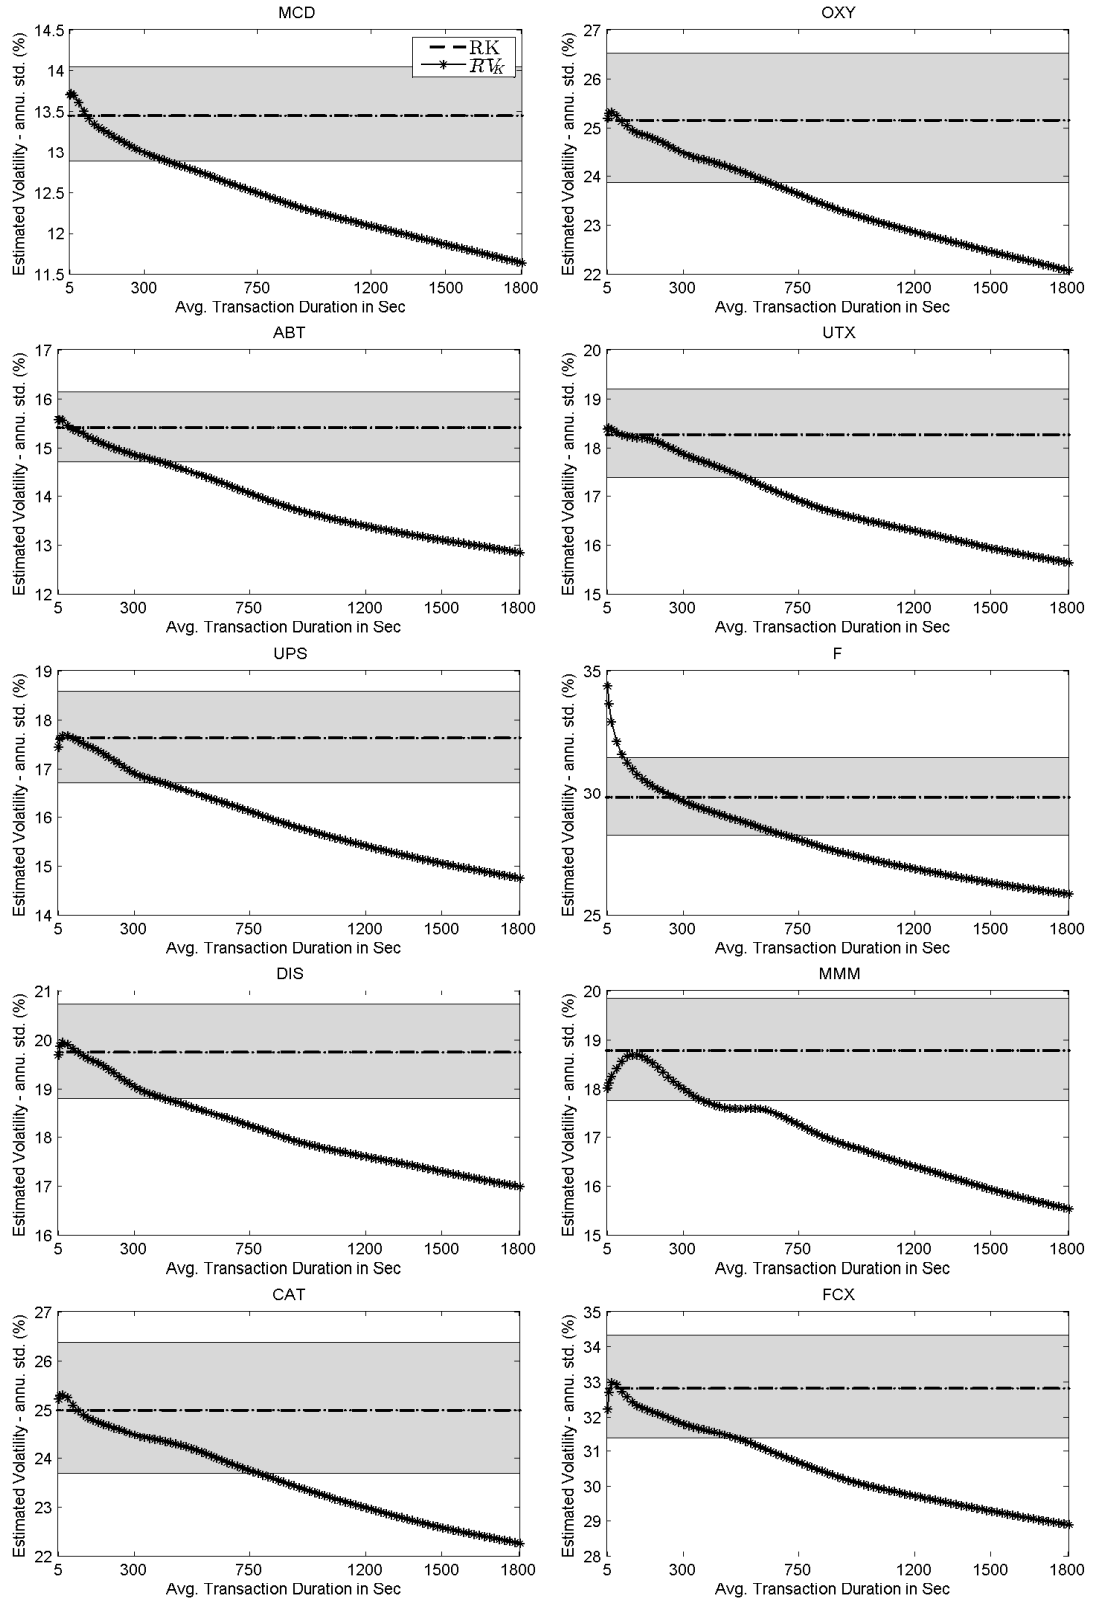 MCD
Estimated Volatility - annu. std. (%)
14.5
14
13.5
13
12.5
12
11.5
RK
RV_K
5 300 750 1200 1500 1800
Avg. Transaction Duration in Sec
OXY
Estimated Volatility - annu. std. (%)
27
26
25
24
23
22
5 300 750 1200 1500 1800
Avg. Transaction Duration in Sec
ABT
Estimated Volatility - annu. std. (%)
17
16
15
14
13
12
5 300 750 1200 1500 1800
Avg. Transaction Duration in Sec
UTX
Estimated Volatility - annu. std. (%)
20
19
18
17
16
15
5 300 750 1200 1500 1800
Avg. Transaction Duration in Sec
UPS
Estimated Volatility - annu. std. (%)
19
18
17
16
15
14
5 300 750 1200 1500 1800
Avg. Transaction Duration in Sec
F
Estimated Volatility - annu. std. (%)
35
30
25
5 300 750 1200 1500 1800
Avg. Transaction Duration in Sec
DIS
Estimated Volatility - annu. std. (%)
21
20
19
18
17
16
5 300 750 1200 1500 1800
Avg. Transaction Duration in Sec
MMM
Estimated Volatility - annu. std. (%)
20
19
18
17
16
15
5 300 750 1200 1500 1800
Avg. Transaction Duration in Sec
CAT
Estimated Volatility - annu. std. (%)
27
26
25
24
23
22
5 300 750 1200 1500 1800
Avg. Transaction Duration in Sec
FCX
Estimated Volatility - annu. std. (%)
35
34
33
32
31
30
29
28
5 300 750 1200 1500 1800
Avg. Transaction Duration in Sec